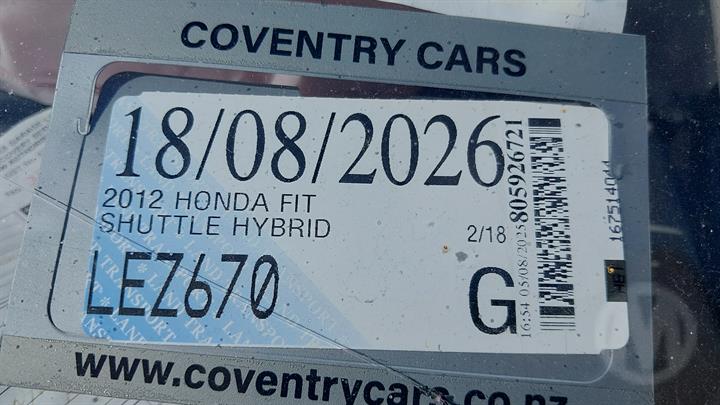 COVENTRY CARS
18/08/2026
2012 HONDA FIT
SHUTTLE HYBRID
2/18
LEZ670
G
16:54 05/08/2025 805926721
www.coventrycars.co.nz